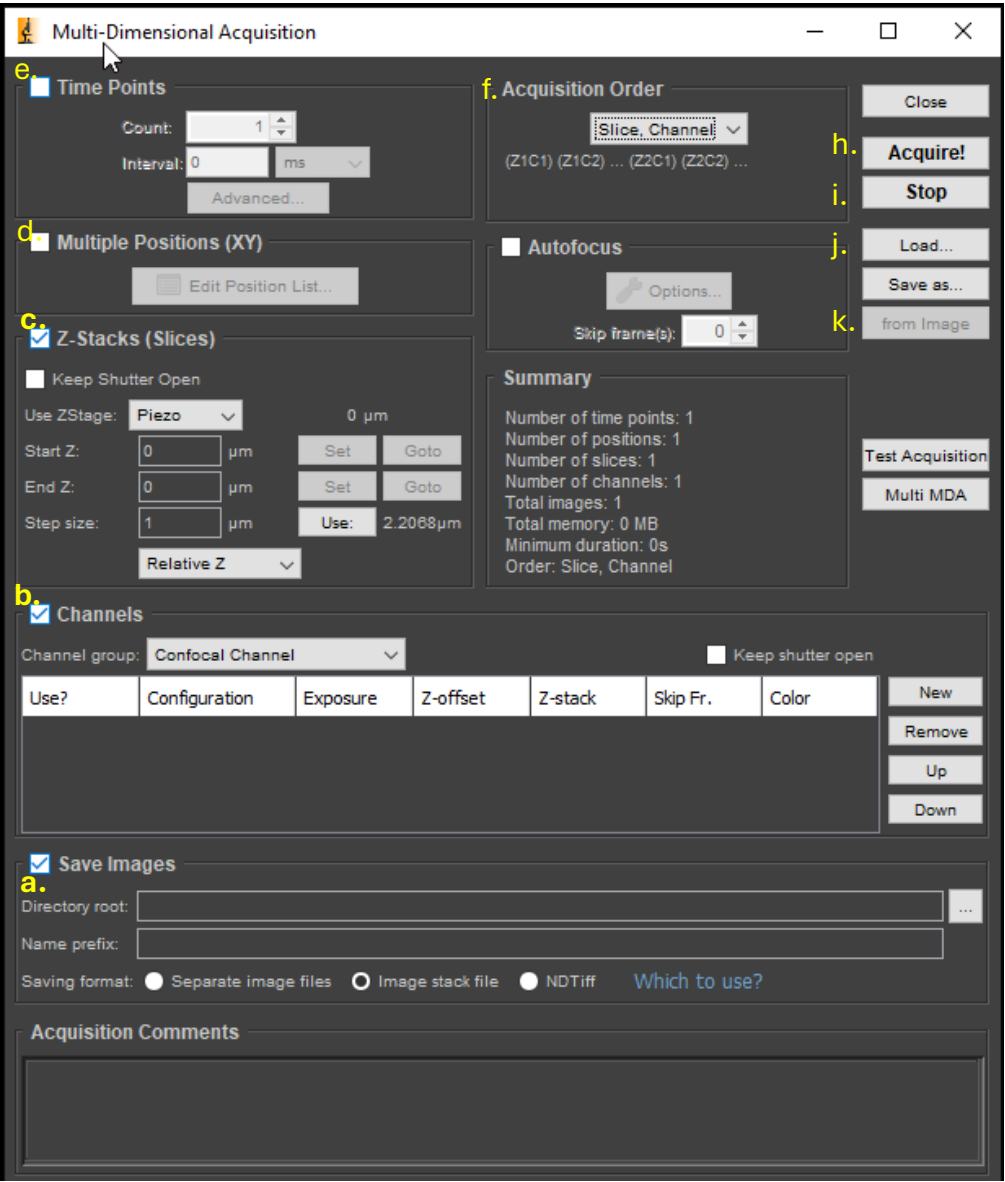 Multi-Dimensional Acquisition
e.
Time Points
Count: 1
Interval: 0 ms
Advanced...
f. Acquisition Order
Slice, Channel
(Z1C1) (Z1C2) ... (Z2C1) (Z2C2) ...
Close
h. Acquire!
i. Stop
d. Multiple Positions (XY)
Edit Position List...
Autofocus
Options...
Skip frame(s): 0
j. Load...
Save as...
k. from Image
c.
Z-Stacks (Slices)
Keep Shutter Open
Use ZStage: Piezo 0 µm
Start Z: 0 µm Set Goto
End Z: 0 µm Set Goto
Step size: 1 µm Use: 2.2068µm
Relative Z
Summary
Number of time points: 1
Number of positions: 1
Number of slices: 1
Number of channels: 1
Total images: 1
Total memory: 0 MB
Minimum duration: 0s
Order: Slice, Channel
Test Acquisition
Multi MDA
b.
Channels
Channel group: Confocal Channel Keep shutter open
Use? Configuration Exposure Z-offset Z-stack Skip Fr. Color
New
Remove
Up
Down
Save Images
a.
Directory root: ...
Name prefix:
Saving format: Separate image files Image stack file NDTiff Which to use?
Acquisition Comments